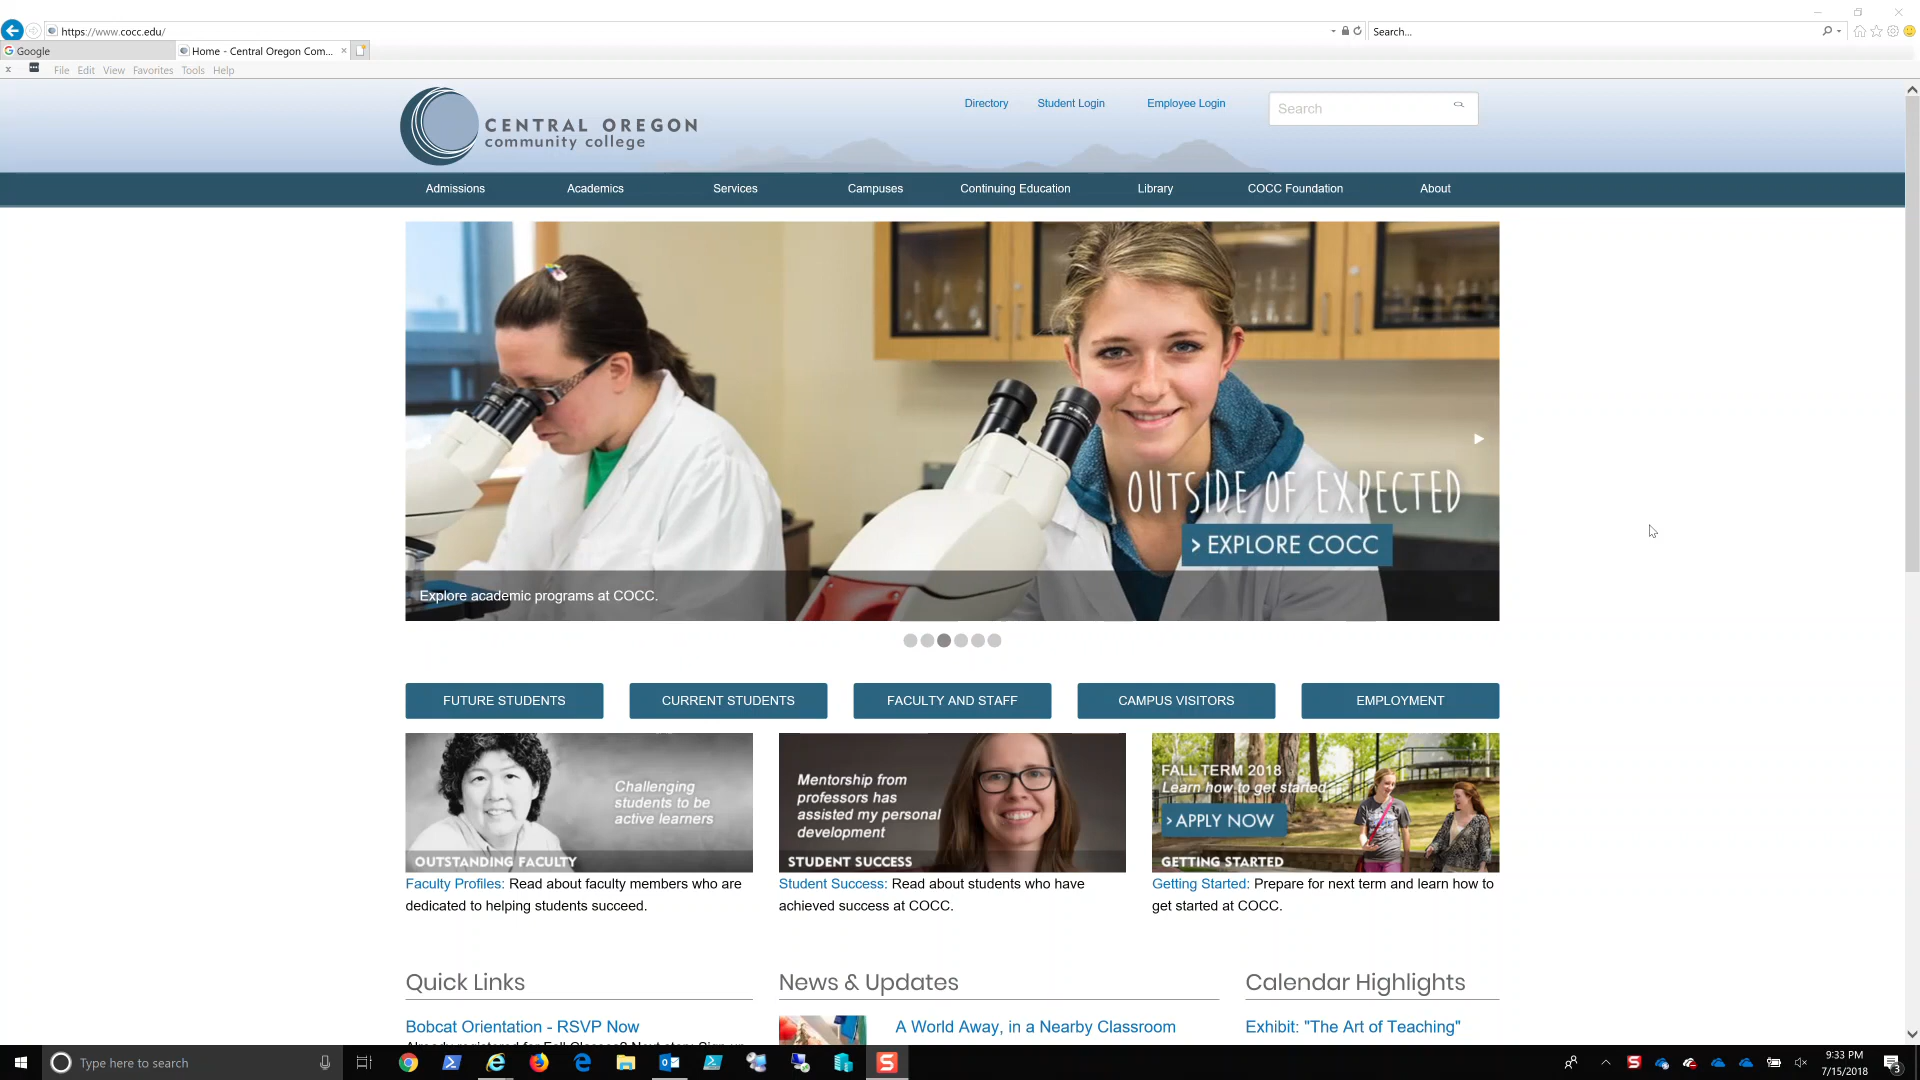 https://www.cocc.edu/
Search...
Google
Home - Central Oregon Com...
File Edit View Favorites Tools Help
CENTRAL OREGON
community college
Directory Student Login Employee Login
Search
Admissions Academics Services Campuses Continuing Education Library COCC Foundation About
OUTSIDE OF EXPECTED
> EXPLORE COCC
Explore academic programs at COCC.
FUTURE STUDENTS CURRENT STUDENTS FACULTY AND STAFF CAMPUS VISITORS EMPLOYMENT
Challenging
students to be
active learners
OUTSTANDING FACULTY
Faculty Profiles: Read about faculty members who are
dedicated to helping students succeed.
Mentorship from
professors has
assisted my personal
development
STUDENT SUCCESS
Student Success: Read about students who have
achieved success at COCC.
FALL TERM 2018
Learn how to get started
> APPLY NOW
GETTING STARTED
Getting Started: Prepare for next term and learn how to
get started at COCC.
Quick Links
Bobcat Orientation - RSVP Now
News & Updates
A World Away, in a Nearby Classroom
Calendar Highlights
Exhibit: "The Art of Teaching"
Type here to search
9:33 PM
7/15/2018
3